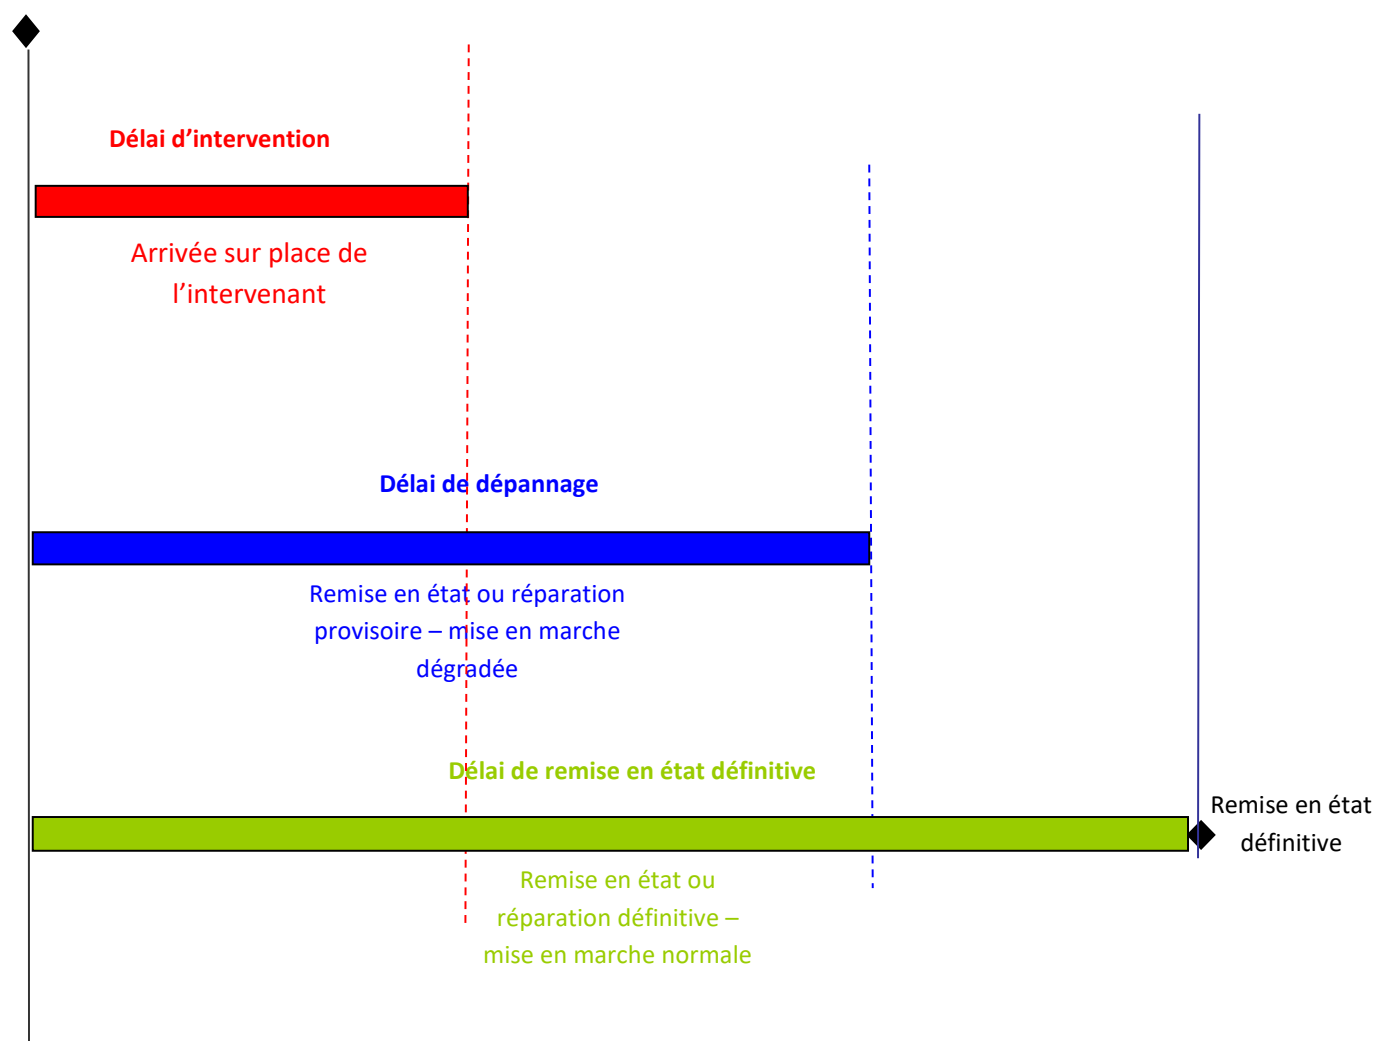 Délai d’intervention
Arrivée sur place de
l’intervenant
Délai de dépannage
Remise en état ou réparation
provisoire – mise en marche
dégradée
Délai de remise en état définitive
Remise en état
définitive
Remise en état ou
réparation définitive –
mise en marche normale